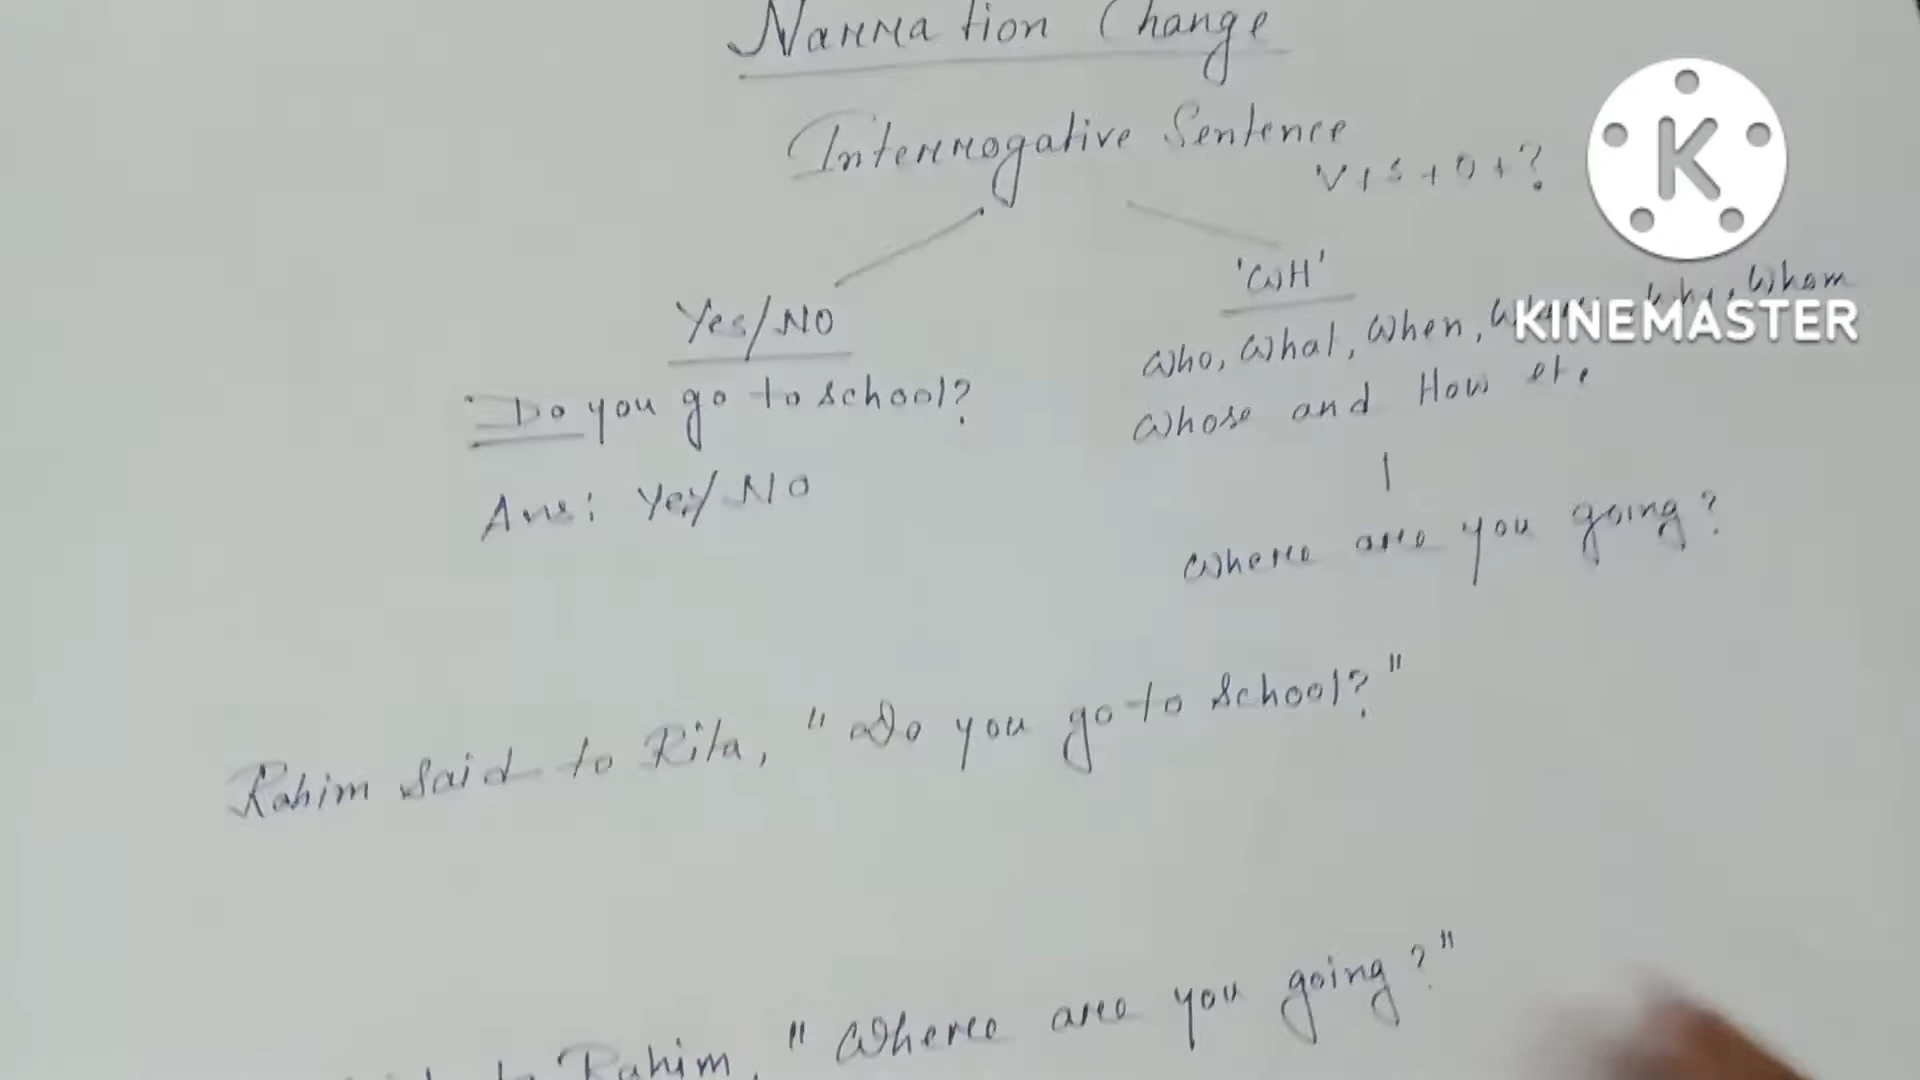 Narration Change
Interrogative Sentence
V+S+O+?
Yes/No
Do you go to school?
Ans: Yes/No
'WH'
Who, What, When, Whom
Whose and How etc
Where are you going?
Rahim said to Rita, "Do you go to school?"
to Rahim, "Where are you going?"
K
KINEMASTER